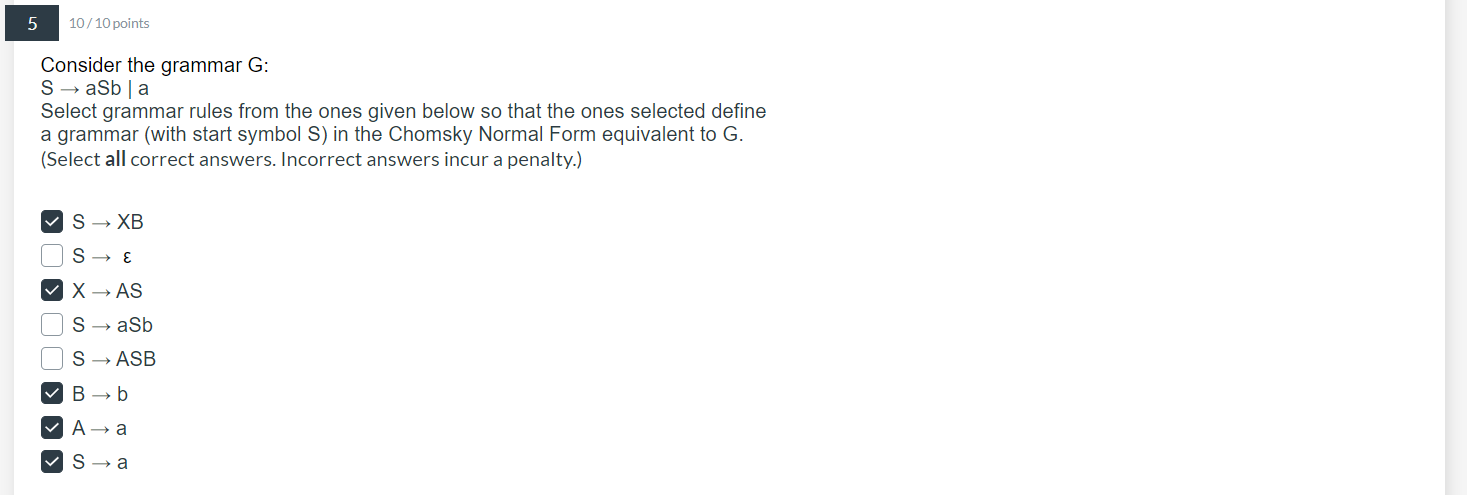 5 10 / 10 points
Consider the grammar G:
S → aSb | a
Select grammar rules from the ones given below so that the ones selected define
a grammar (with start symbol S) in the Chomsky Normal Form equivalent to G.
(Select all correct answers. Incorrect answers incur a penalty.)
S → XB
S → ε
X → AS
S → aSb
S → ASB
B → b
A → a
S → a